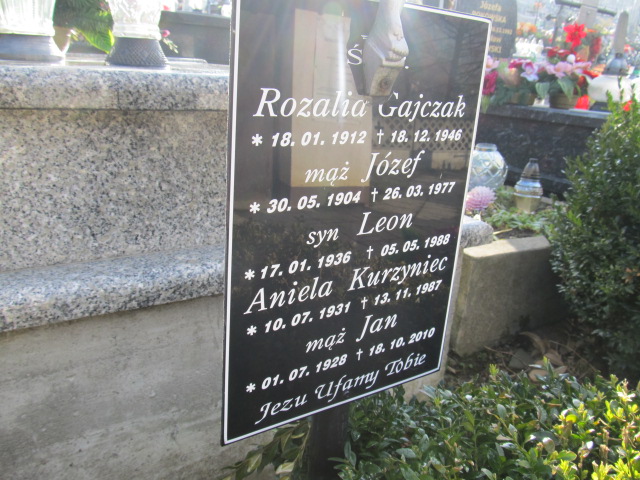 Ś
Rozalia Gajczak
* 18. 01. 1912 † 18. 12. 1946
mąż Józef
* 30. 05. 1904 † 26. 03. 1977
syn Leon
* 17. 01. 1936 † 05. 05. 1988
Aniela Kurzyniec
* 10. 07. 1931 † 13. 11. 1987
mąż Jan
* 01. 07. 1928 † 18. 10. 2010
Jezu Ufamy Tobie
Józefa